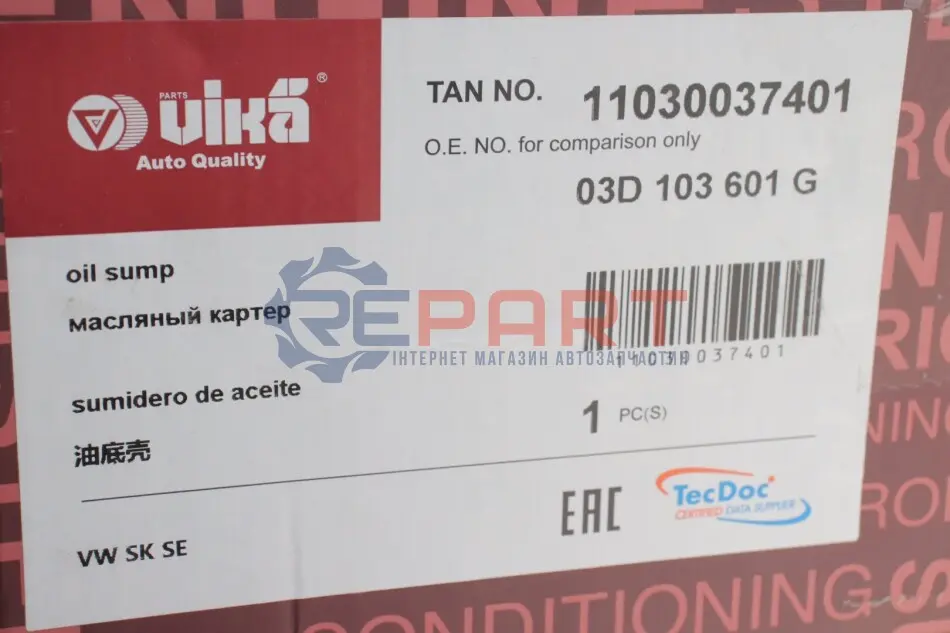 PARTS
vika®
Auto Quality
TAN NO. 11030037401
O.E. NO. for comparison only
03D 103 601 G
oil sump
масляный картер
sumidero de aceite
油底壳
11030037401
1 PC(S)
VW SK SE
EAC
TecDoc
CERTIFIED DATA SUPPLIER
REPART
ІНТЕРНЕТ МАГАЗИН АВТОЗАПЧАСТИН
CONDITIONING